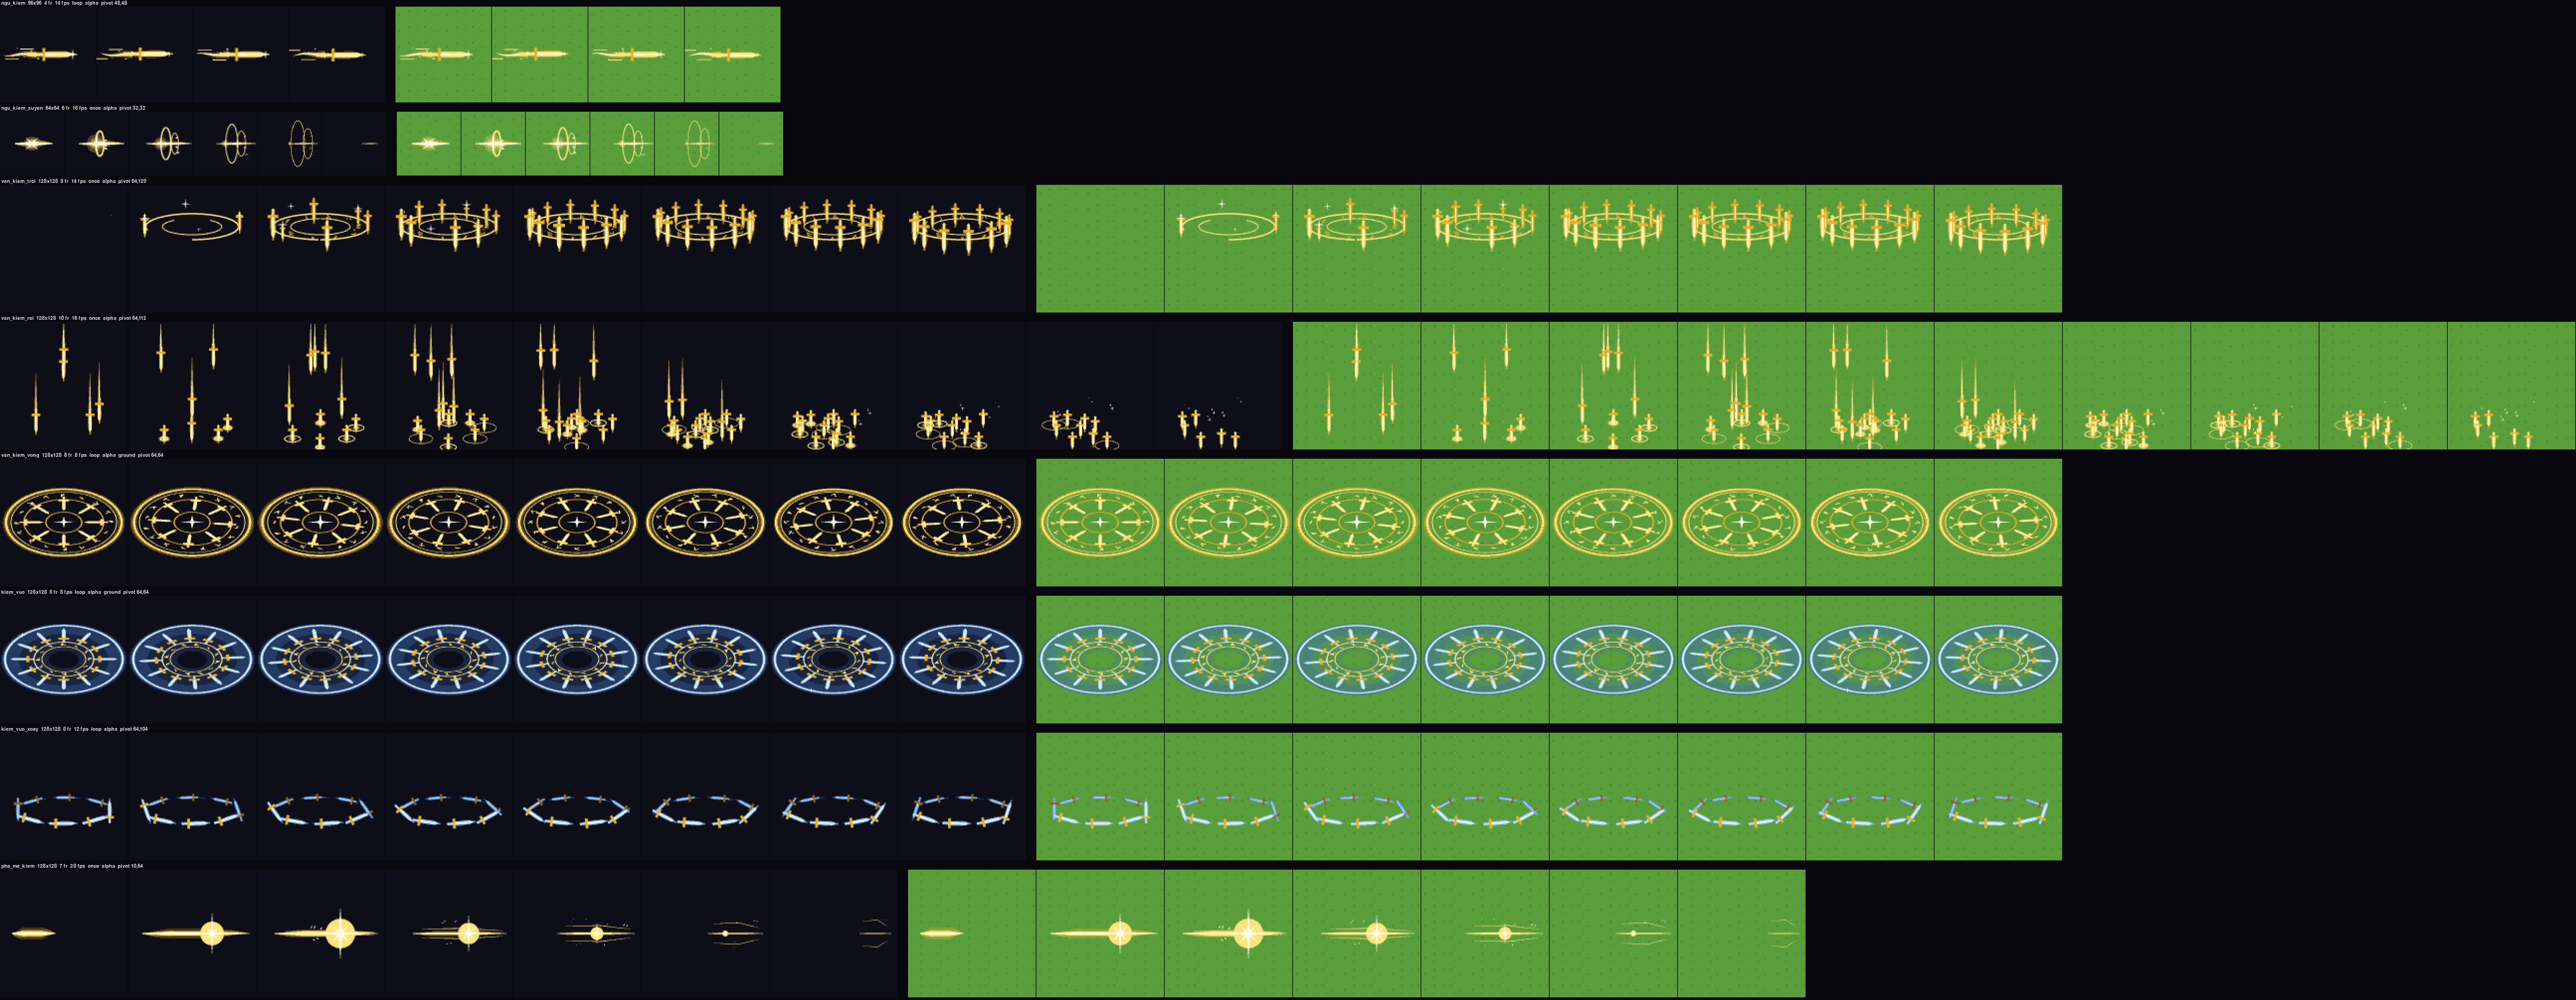 ngu_kiem 96x96 4 fr 14 fps loop alpha pivot 48,48
ngu_kiem_xuyen 64x64 6 fr 18 fps once alpha pivot 32,32
van_kiem_troi 128x128 8 fr 14 fps once alpha pivot 64,120
van_kiem_roi 128x128 10 fr 16 fps once alpha pivot 64,112
van_kiem_vong 128x128 8 fr 8 fps loop alpha ground pivot 64,64
kiem_vuc 128x128 8 fr 8 fps loop alpha ground pivot 64,64
kiem_vuc_xoay 128x128 8 fr 12 fps loop alpha pivot 64,104
pha_me_kiem 128x128 7 fr 20 fps once alpha pivot 10,64